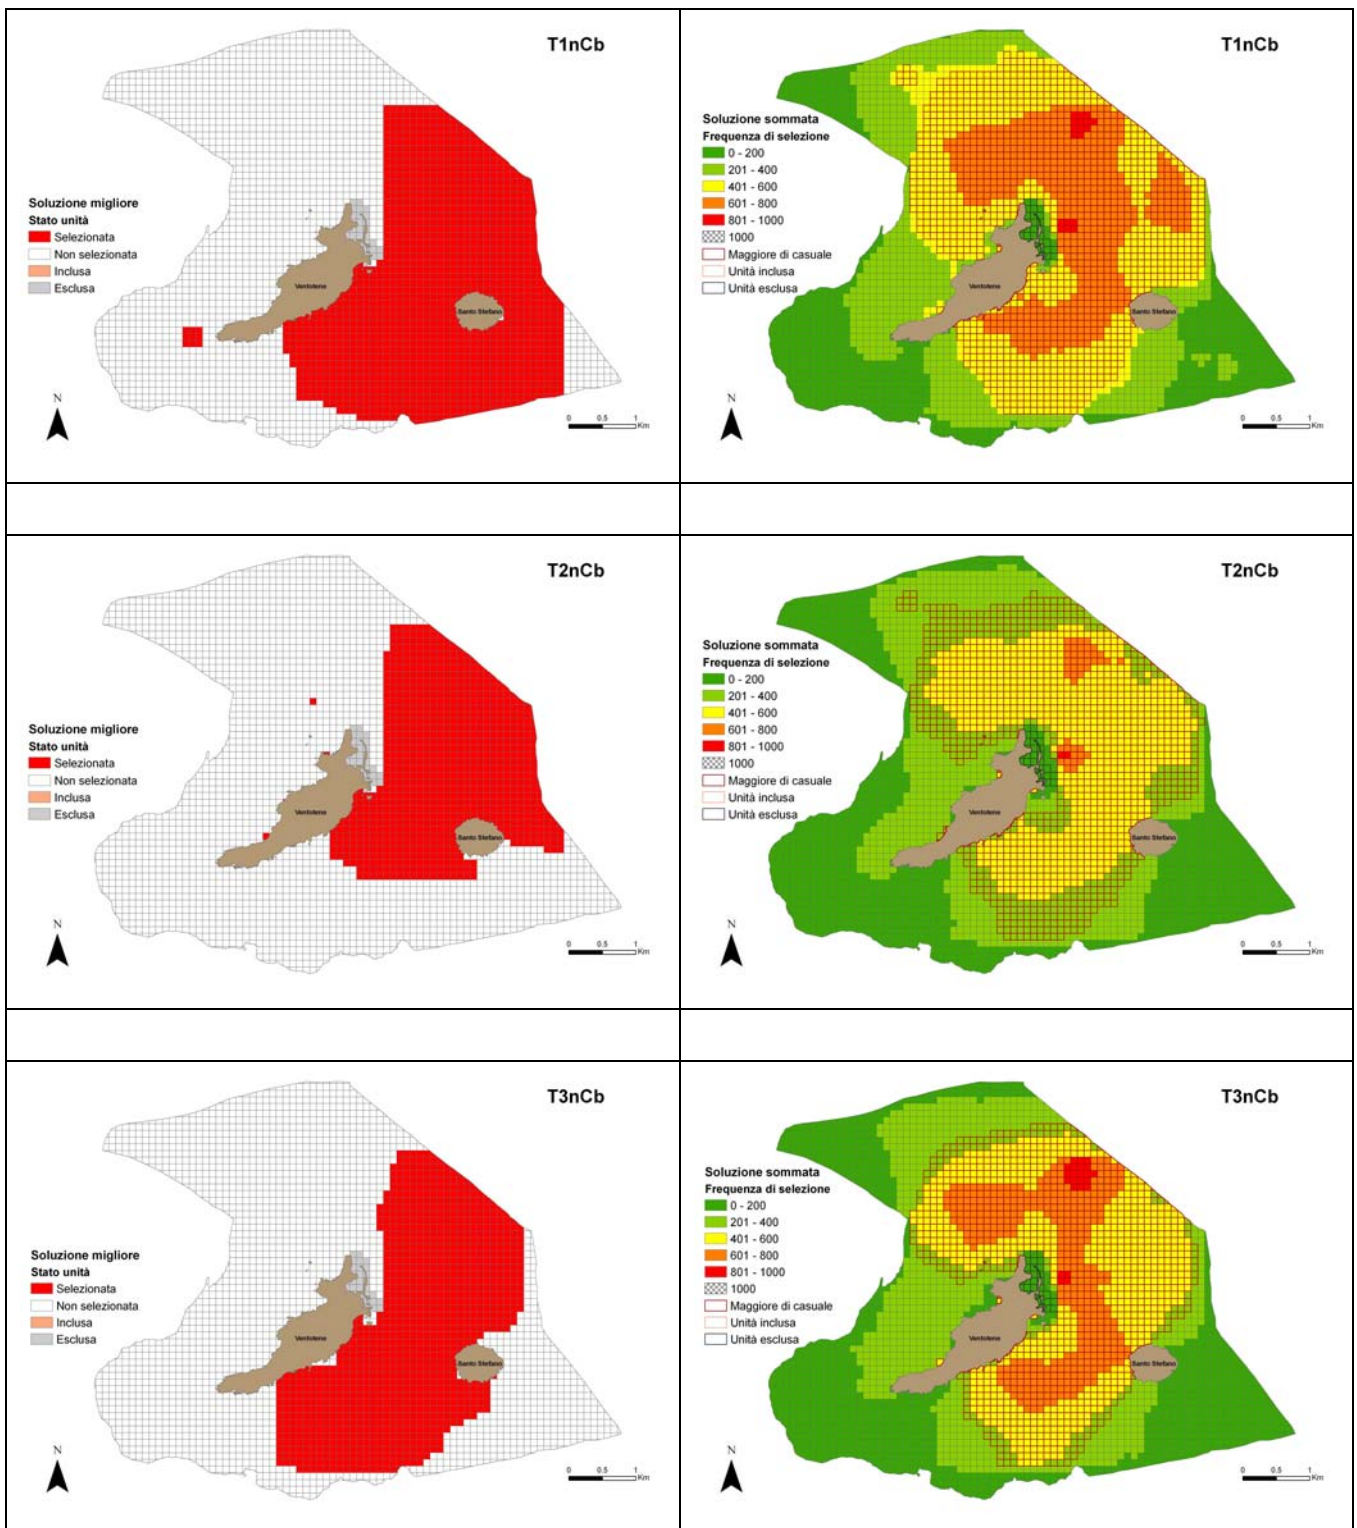 T1nCb
Soluzione migliore
Stato unità
Selezionata
Non selezionata
Inclusa
Esclusa
Ventotene
Santo Stefano
N
0 0.5 1
Km
T1nCb
Soluzione sommata
Frequenza di selezione
0 - 200
201 - 400
401 - 600
601 - 800
801 - 1000
1000
Maggiore di casuale
Unità inclusa
Unità esclusa
Ventotene
Santo Stefano
N
0 0.5 1
Km
T2nCb
Soluzione migliore
Stato unità
Selezionata
Non selezionata
Inclusa
Esclusa
Ventotene
Santo Stefano
N
0 0.5 1
Km
T2nCb
Soluzione sommata
Frequenza di selezione
0 - 200
201 - 400
401 - 600
601 - 800
801 - 1000
1000
Maggiore di casuale
Unità inclusa
Unità esclusa
Ventotene
Santo Stefano
N
0 0.5 1
Km
T3nCb
Soluzione migliore
Stato unità
Selezionata
Non selezionata
Inclusa
Esclusa
Ventotene
Santo Stefano
N
0 0.5 1
Km
T3nCb
Soluzione sommata
Frequenza di selezione
0 - 200
201 - 400
401 - 600
601 - 800
801 - 1000
1000
Maggiore di casuale
Unità inclusa
Unità esclusa
Ventotene
Santo Stefano
N
0 0.5 1
Km